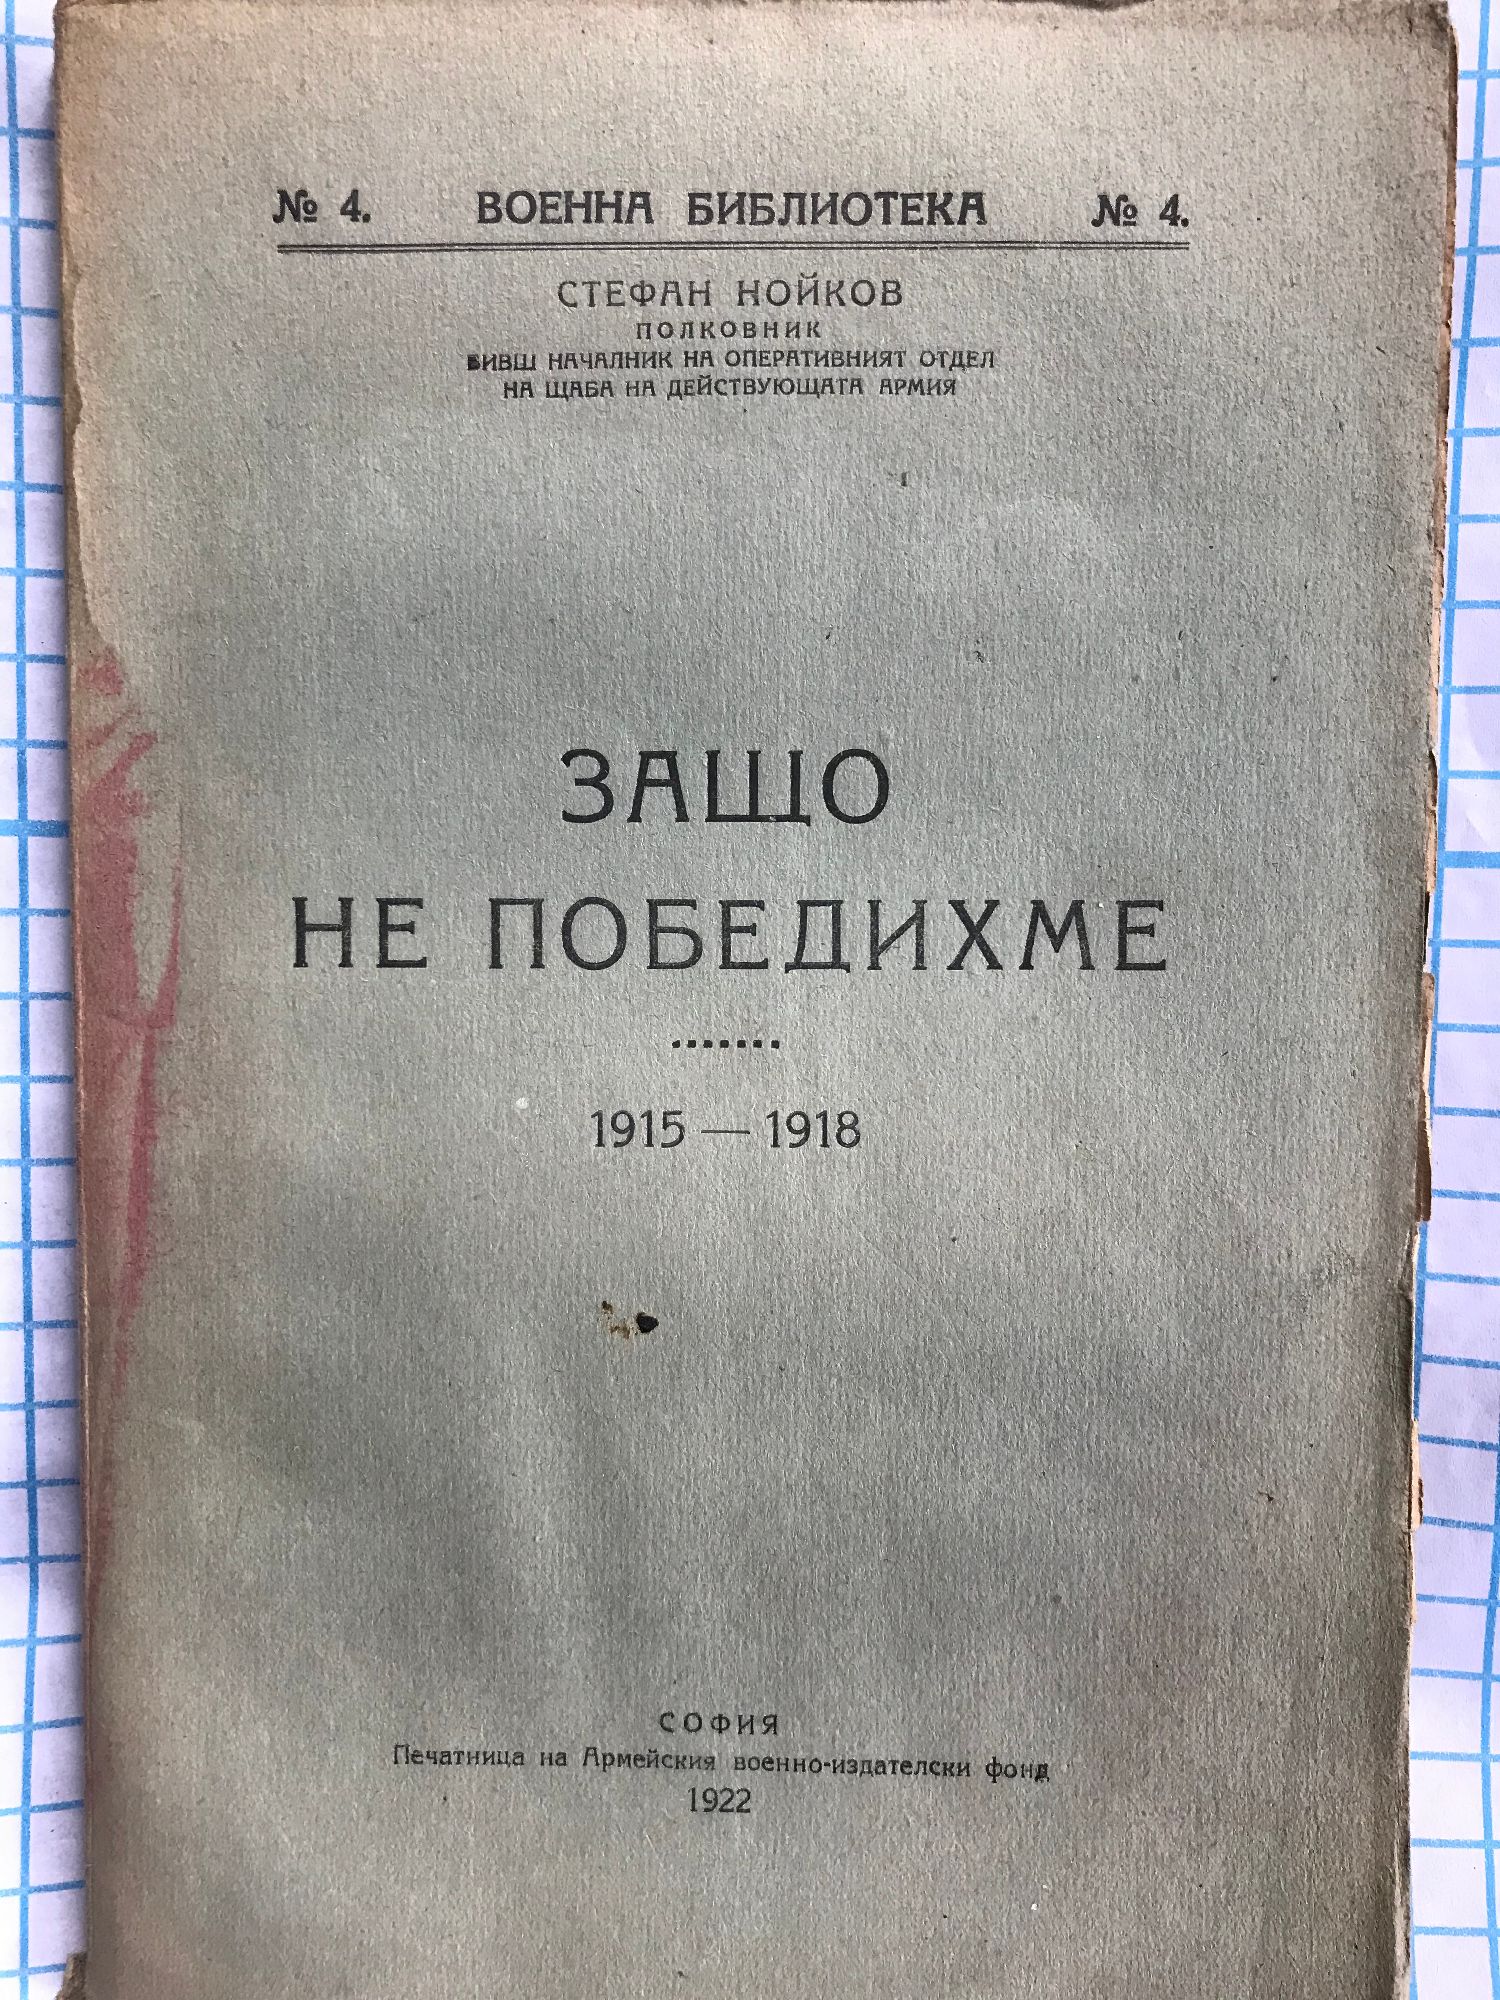 № 4. ВОЕННА БИБЛИОТЕКА № 4.
СТЕФАН НОЙКОВ
ПОЛКОВНИК
БИВШ НАЧАЛНИК НА ОПЕРАТИВНИЯТ ОТДЕЛ
НА ЩАБА НА ДЕЙСТВУЮЩАТА АРМИЯ
ЗАЩО
НЕ ПОБЕДИХМЕ
1915 — 1918
СОФИЯ
Печатница на Армейския военно-издателски фонд
1922